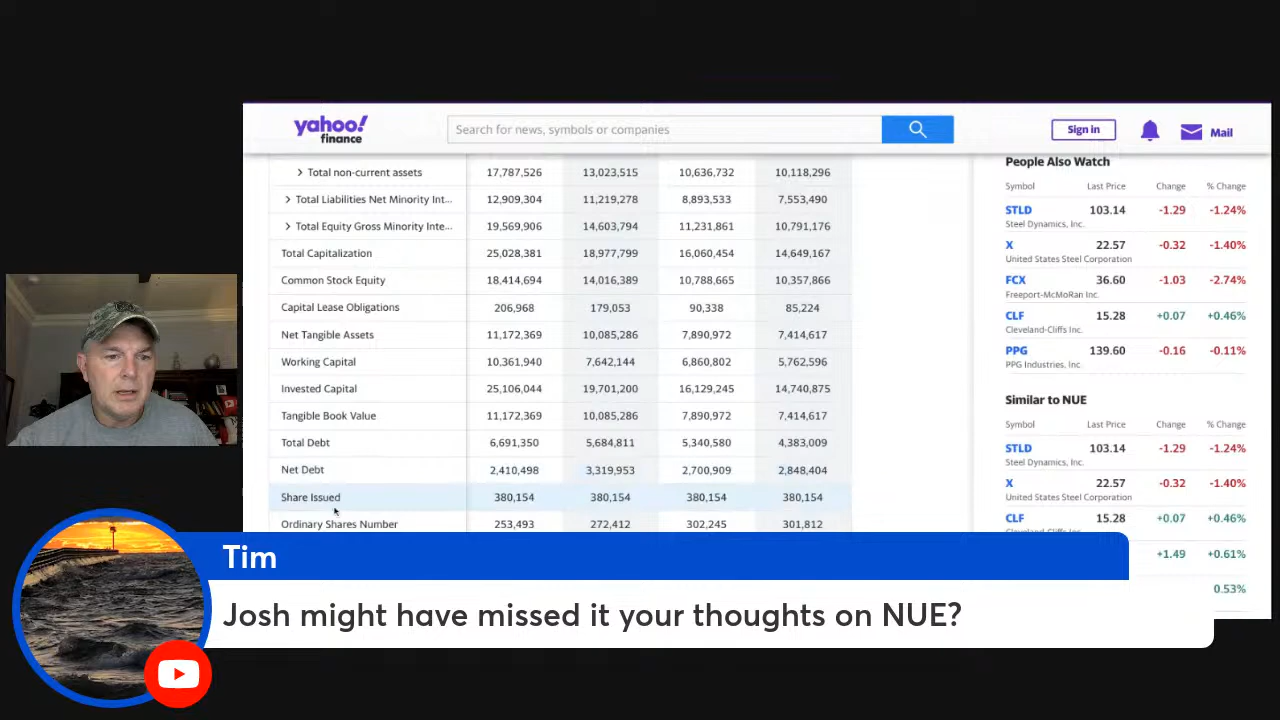 yahoo!
finance
Search for news, symbols or companies
Sign in
Mail
Total non-current assets 17,787,526 13,023,515 10,636,732 10,118,296
Total Liabilities Net Minority Int... 12,909,304 11,219,278 8,893,533 7,553,490
Total Equity Gross Minority Inte... 19,569,906 14,603,794 11,231,861 10,791,176
Total Capitalization 25,028,381 18,977,799 16,060,454 14,649,167
Common Stock Equity 18,414,694 14,016,389 10,788,665 10,357,866
Capital Lease Obligations 206,968 179,053 90,338 85,224
Net Tangible Assets 11,172,369 10,085,286 7,890,972 7,414,617
Working Capital 10,361,940 7,642,144 6,860,802 5,762,596
Invested Capital 25,106,044 19,701,200 16,129,245 14,740,875
Tangible Book Value 11,172,369 10,085,286 7,890,972 7,414,617
Total Debt 6,691,350 5,684,811 5,340,580 4,383,009
Net Debt 2,410,498 3,319,953 2,700,909 2,848,404
Share Issued 380,154 380,154 380,154 380,154
Ordinary Shares Number 253,493 272,412 302,245 301,812
People Also Watch
Symbol Last Price Change % Change
STLD 103.14 -1.29 -1.24%
Steel Dynamics, Inc.
X 22.57 -0.32 -1.40%
United States Steel Corporation
FCX 36.60 -1.03 -2.74%
Freeport-McMoRan Inc.
CLF 15.28 +0.07 +0.46%
Cleveland-Cliffs Inc.
PPG 139.60 -0.16 -0.11%
PPG Industries, Inc.
Similar to NUE
Symbol Last Price Change % Change
STLD 103.14 -1.29 -1.24%
Steel Dynamics, Inc.
X 22.57 -0.32 -1.40%
United States Steel Corporation
CLF 15.28 +0.07 +0.46%
+1.49 +0.61%
0.53%
Tim
Josh might have missed it your thoughts on NUE?